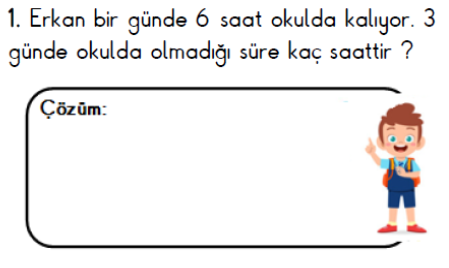 1. Erkan bir günde 6 saat okulda kalıyor. 3
günde okulda olmadığı süre kaç saattir ?
Çözüm: